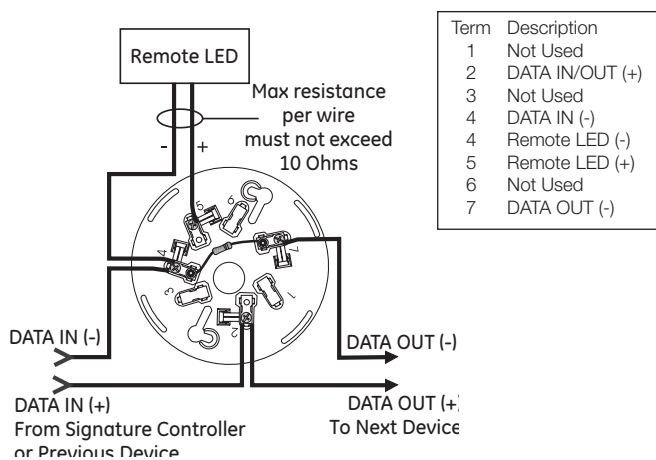 Remote LED
Max resistance
per wire
must not exceed
10 Ohms
- +
5
6
4
7
3
1
2
DATA IN (-)
DATA OUT (-)
DATA IN (+)
From Signature Controller
or Previous Device
DATA OUT (+)
To Next Device
Term Description
1 Not Used
2 DATA IN/OUT (+)
3 Not Used
4 DATA IN (-)
4 Remote LED (-)
5 Remote LED (+)
6 Not Used
7 DATA OUT (-)